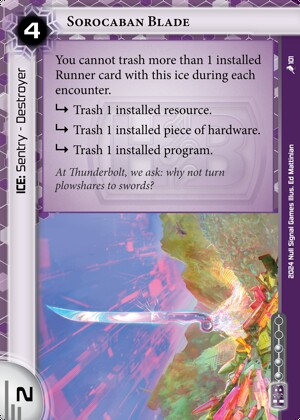 4
Sorocaban Blade
You cannot trash more than 1 installed
Runner card with this ice during each
encounter.
↳ Trash 1 installed resource.
↳ Trash 1 installed piece of hardware.
↳ Trash 1 installed program.
At Thunderbolt, we ask: why not turn
plowshares to swords?
ICE: Sentry - Destroyer
101
2024 Null Signal Games Illus. Ed Mattinian
2
HB